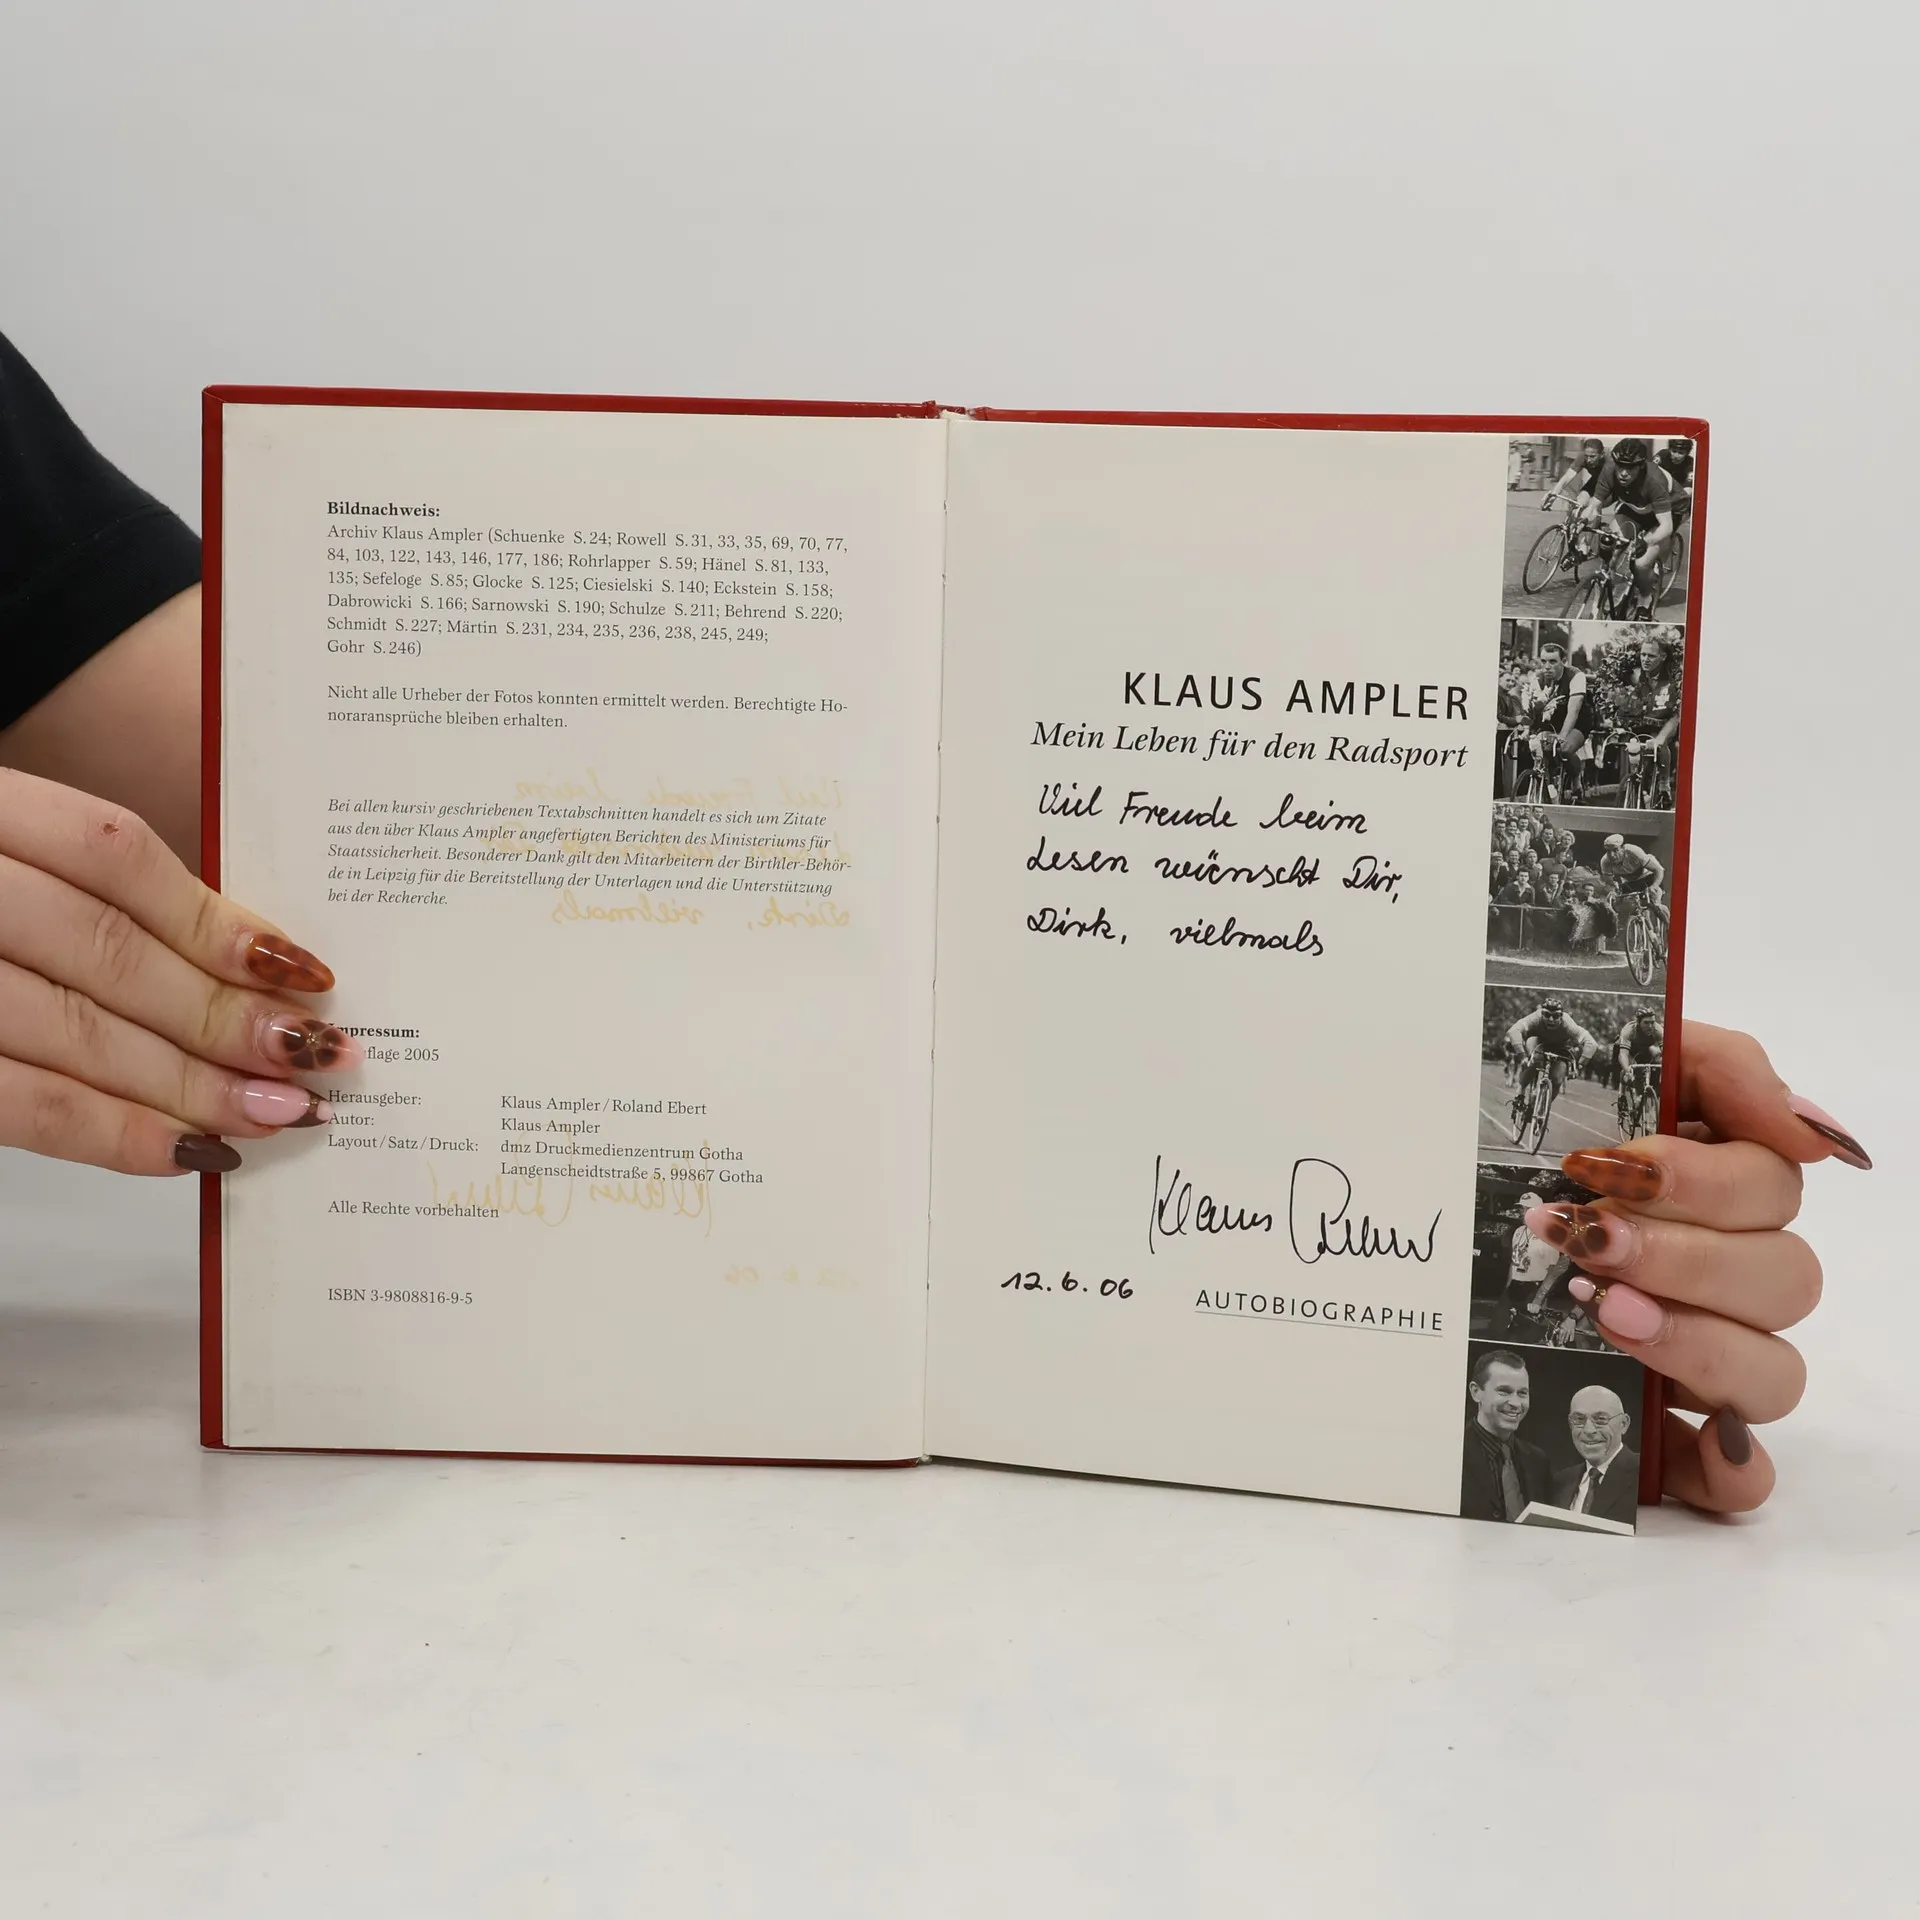 Bildnachweis:
Archiv Klaus Ampler (Schuenke S. 24; Rowell S. 31, 33, 35, 69, 70, 77,
84, 103, 122, 143, 146, 177, 186; Rohrlapper S. 59; Hänel S. 81, 133,
135; Sefeloge S. 85; Glocke S. 125; Ciesielski S. 140; Eckstein S. 158;
Dabrowicki S. 166; Sarnowski S. 190; Schulze S. 211; Behrend S. 220;
Schmidt S. 227; Märtin S. 231, 234, 235, 236, 238, 245, 249;
Gohr S. 246)
Nicht alle Urheber der Fotos konnten ermittelt werden. Berechtigte Ho-
noraransprüche bleiben erhalten.
Bei allen kursiv geschriebenen Textabschnitten handelt es sich um Zitate
aus den über Klaus Ampler angefertigten Berichten des Ministeriums für
Staatssicherheit. Besonderer Dank gilt den Mitarbeitern der Birthler-Behör-
de in Leipzig für die Bereitstellung der Unterlagen und die Unterstützung
bei der Recherche.
Impressum:
flage 2005
Herausgeber: Klaus Ampler / Roland Ebert
Autor: Klaus Ampler
Layout / Satz / Druck: dmz Druckmedienzentrum Gotha
Langenscheidtstraße 5, 99867 Gotha
Alle Rechte vorbehalten
ISBN 3-9808816-9-5
KLAUS AMPLER
Mein Leben für den Radsport
Viel Freude beim
Lesen wünscht Dir,
Dirk, vielmals
Klaus Ampler
12. 6. 06
AUTOBIOGRAPHIE